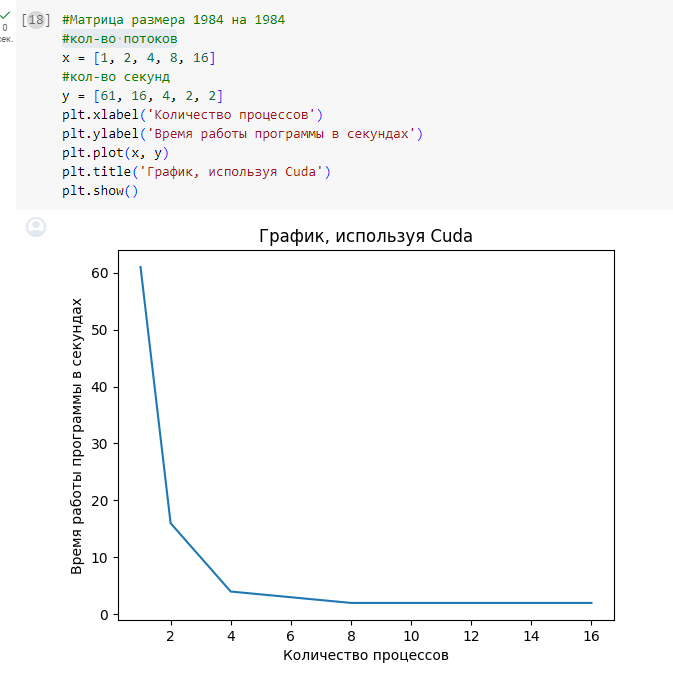 [18] #Матрица размера 1984 на 1984
0
сек.
#кол-во потоков
x = [1, 2, 4, 8, 16]
#кол-во секунд
y = [61, 16, 4, 2, 2]
plt.xlabel('Количество процессов')
plt.ylabel('Время работы программы в секундах')
plt.plot(x, y)
plt.title('График, используя Cuda')
plt.show()
График, используя Cuda
Время работы программы в секундах
60
50
40
30
20
10
0
2 4 6 8 10 12 14 16
Количество процессов